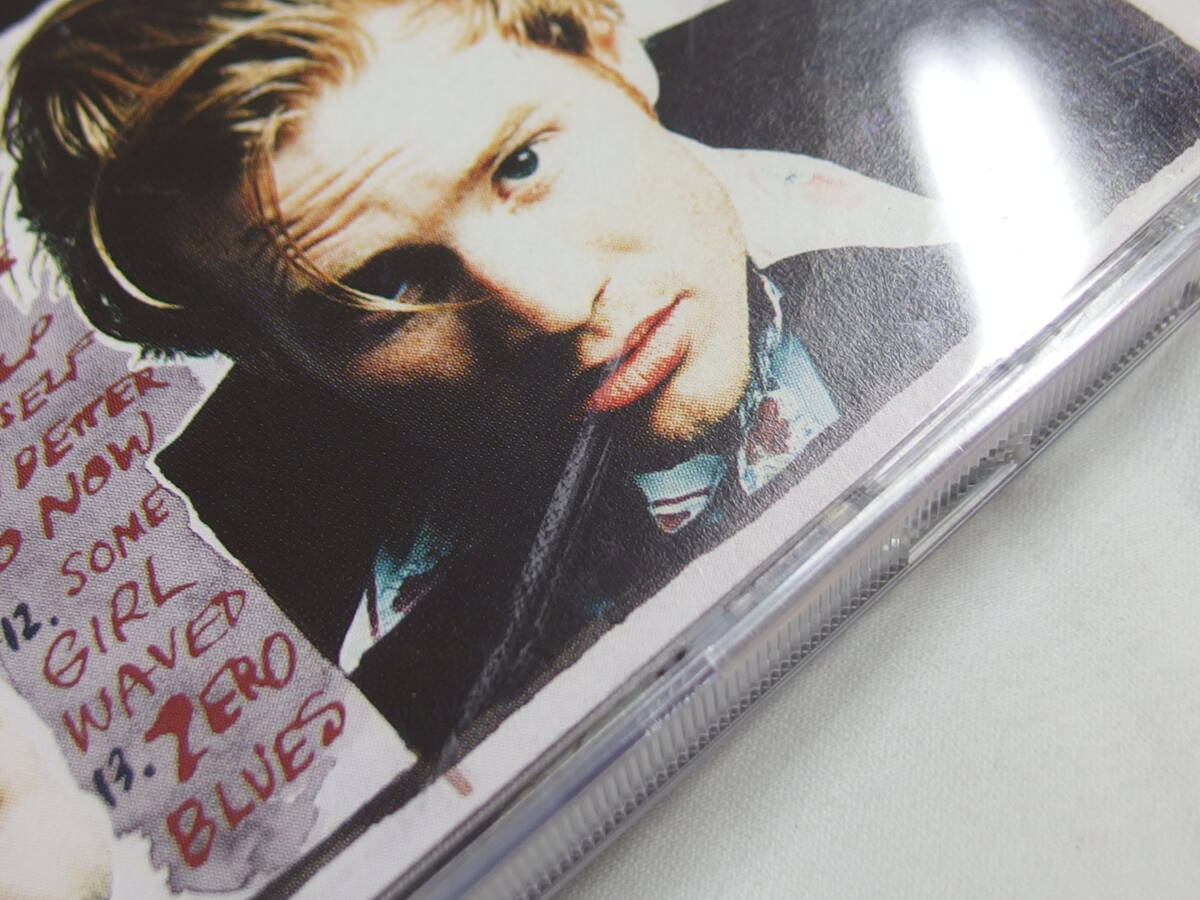 SELF
BETTER
NOW
12. SOME
GIRL
WAVED
13. ZERO
BLUES